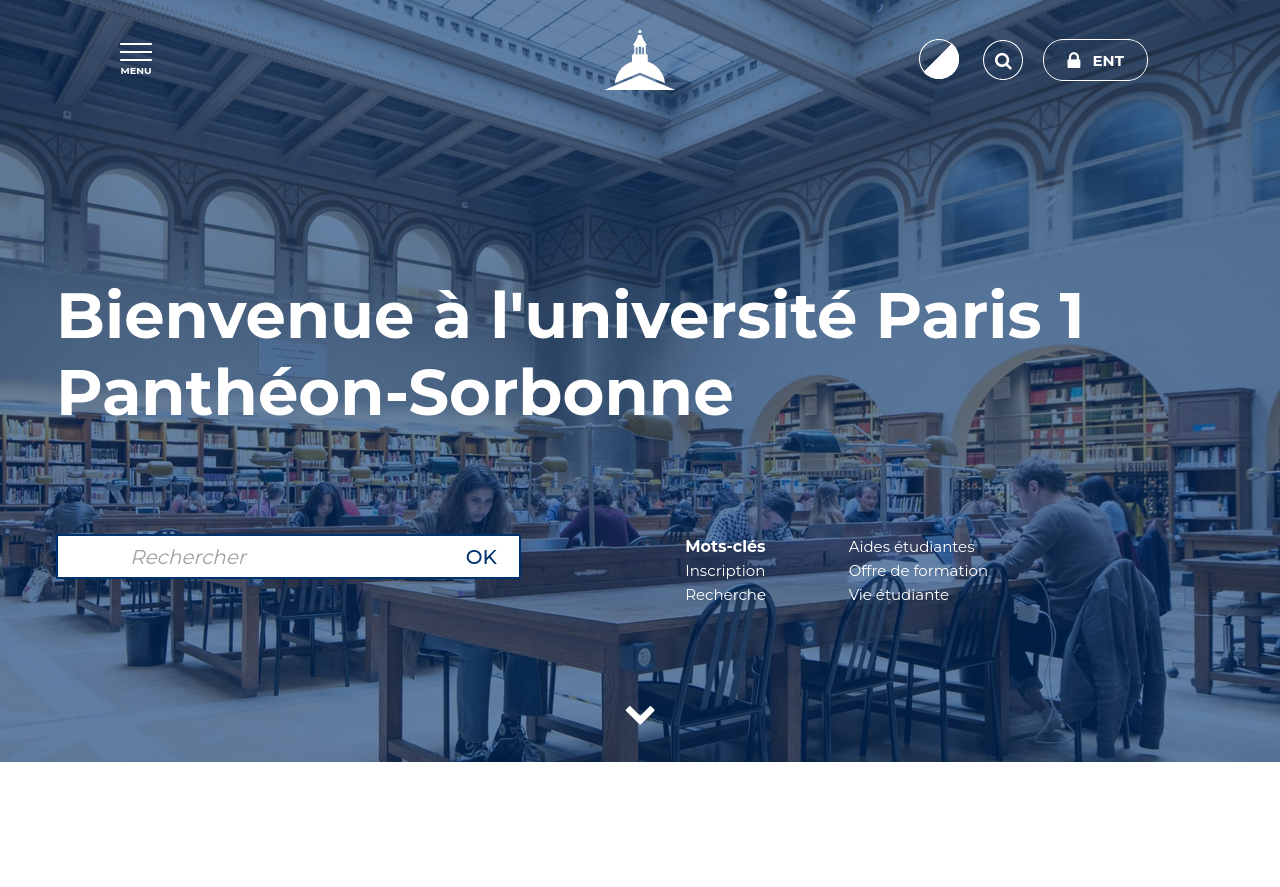 MENU
ENT
Bienvenue à l'université Paris 1
Panthéon-Sorbonne
Rechercher
OK
Mots-clés
Inscription
Recherche
Aides étudiantes
Offre de formation
Vie étudiante